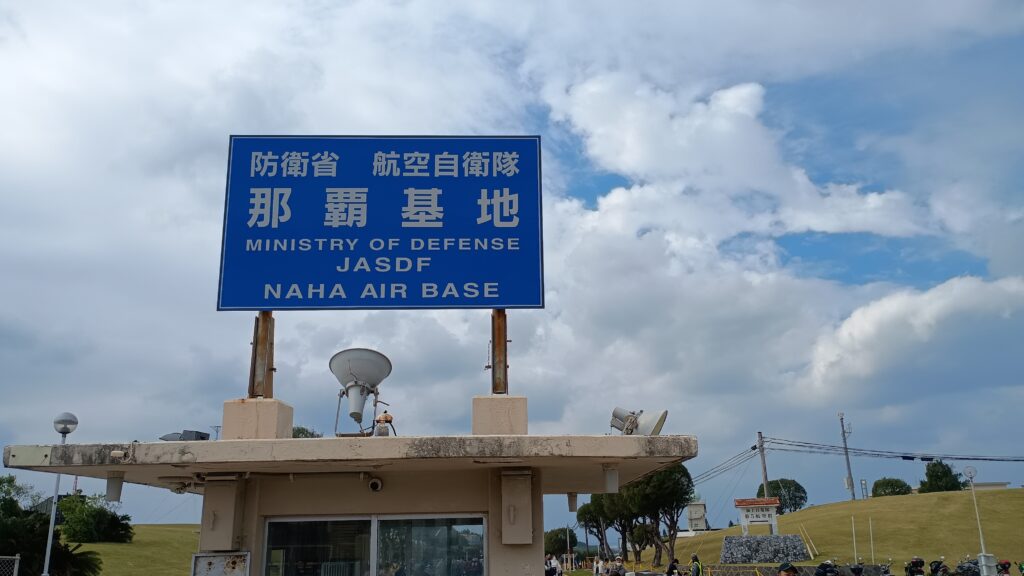 防衛省　航空自衛隊
那覇基地
MINISTRY OF DEFENSE
JASDF
NAHA AIR BASE